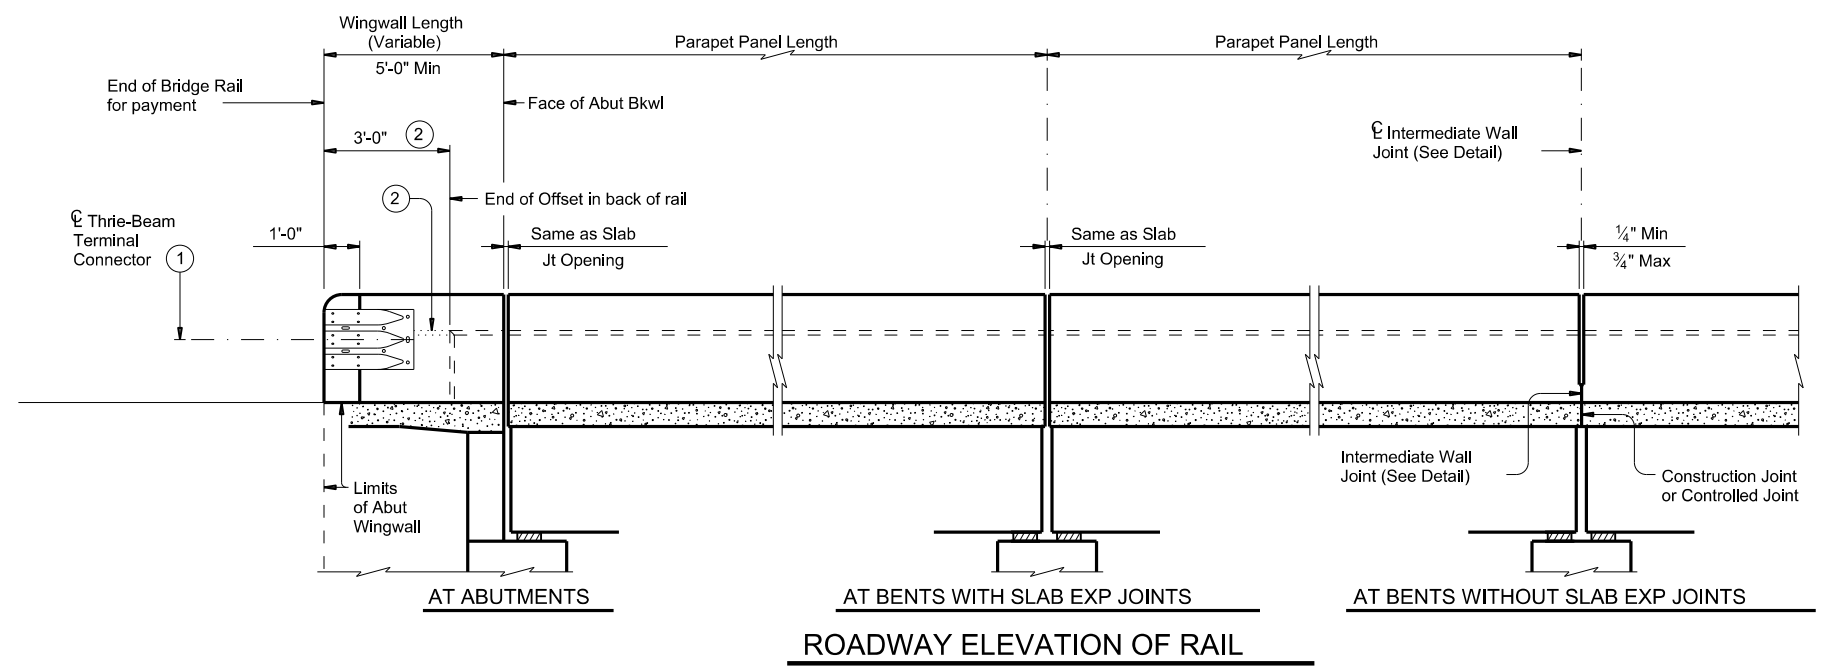 Wingwall Length
(Variable)
5'-0" Min
Parapet Panel Length
Parapet Panel Length
End of Bridge Rail
for payment
Face of Abut Bkwl
3'-0" 2
℄ Intermediate Wall
Joint (See Detail)
2
End of Offset in back of rail
℄ Thrie-Beam
Terminal
Connector 1
1'-0"
Same as Slab
Jt Opening
Same as Slab
Jt Opening
¼" Min
¾" Max
Limits
of Abut
Wingwall
Intermediate Wall
Joint (See Detail)
Construction Joint
or Controlled Joint
AT ABUTMENTS
AT BENTS WITH SLAB EXP JOINTS
AT BENTS WITHOUT SLAB EXP JOINTS
ROADWAY ELEVATION OF RAIL